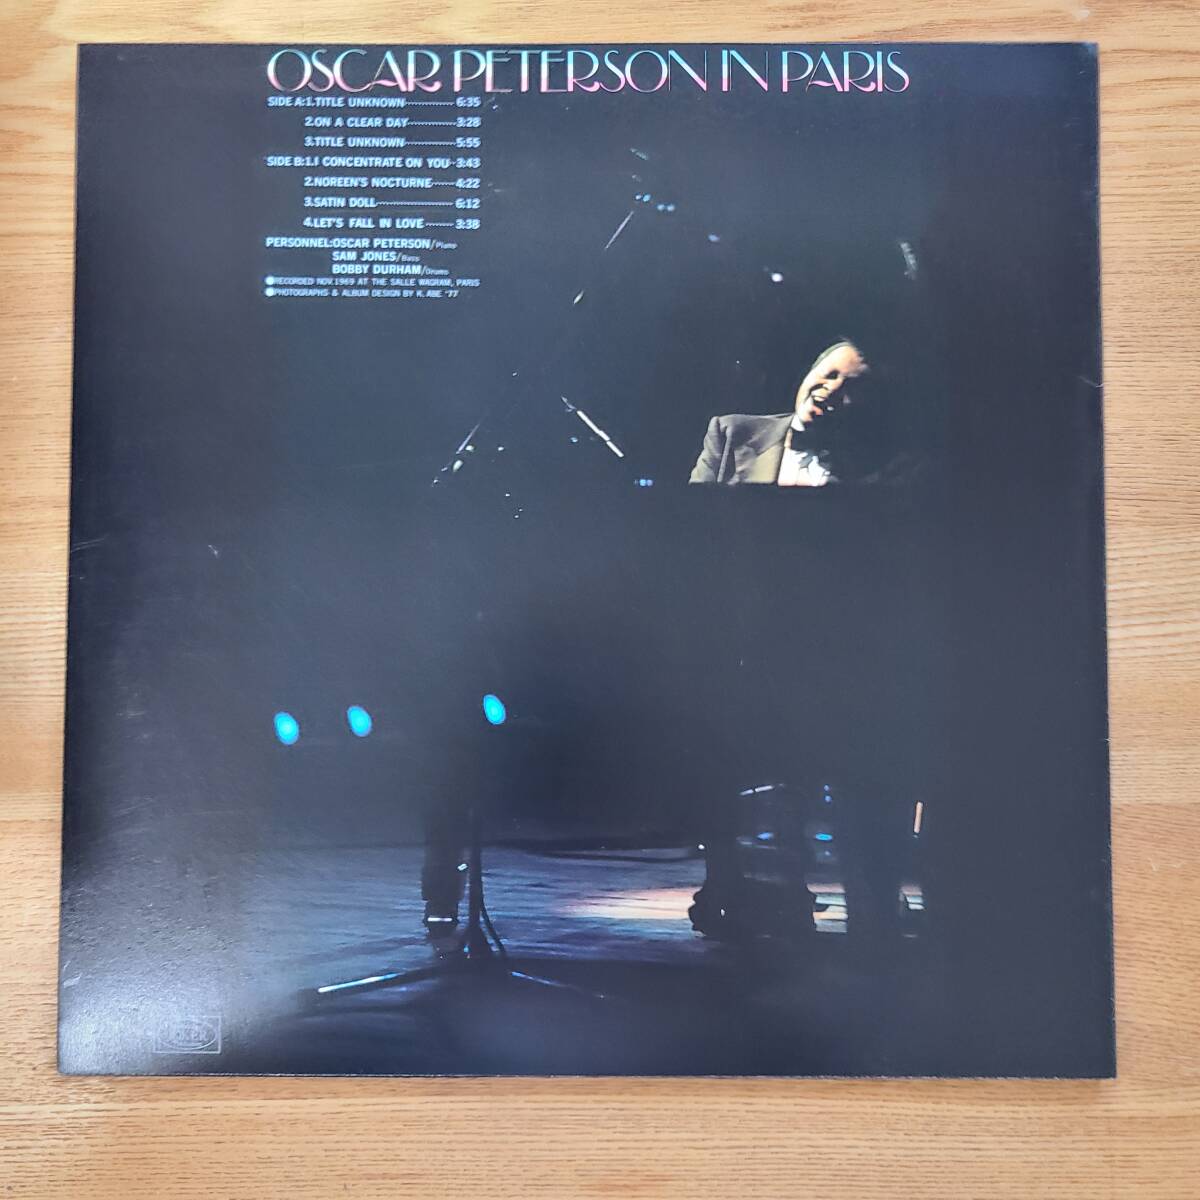 OSCAR PETERSON IN PARIS
SIDE A:1.TITLE UNKNOWN 6:35
2.ON A CLEAR DAY 3:28
3.TITLE UNKNOWN 5:55
SIDE B:1.I CONCENTRATE ON YOU 3:43
2.NOREEN'S NOCTURNE 4:22
3.SATIN DOLL 6:12
4.LET'S FALL IN LOVE 3:38
PERSONNEL:OSCAR PETERSON/Piano
SAM JONES/Bass
BOBBY DURHAM/Drums
●RECORDED NOV.1969 AT THE SALLE WAGRAM, PARIS
●PHOTOGRAPHS & ALBUM DESIGN BY K. ABE '77
JOKER